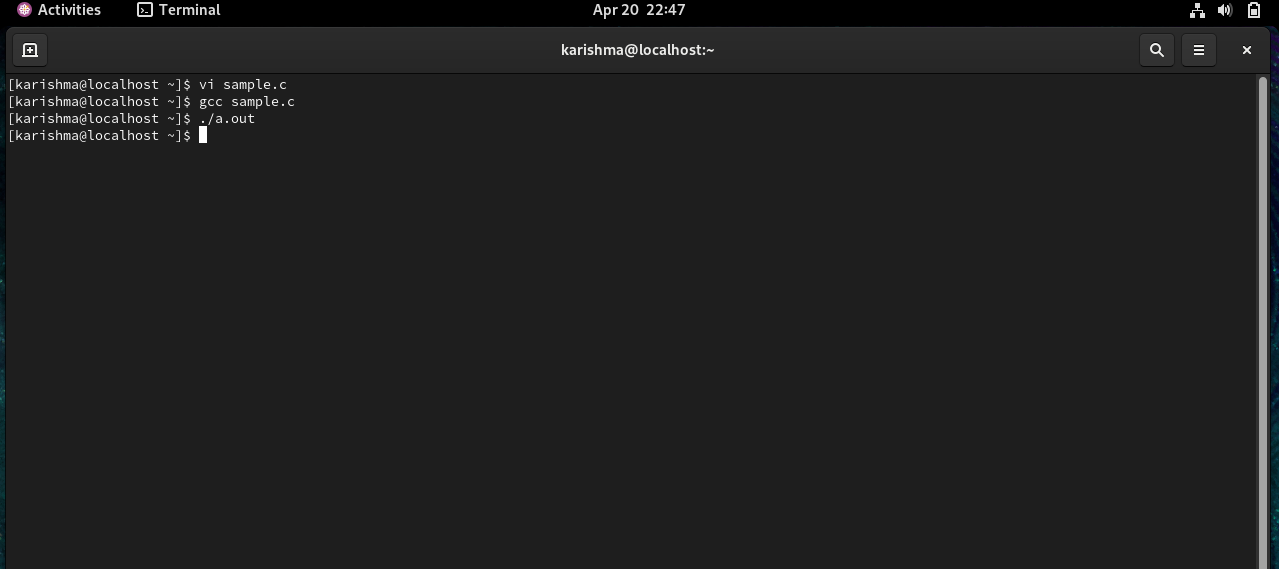 Activities Terminal Apr 20 22:47
karishma@localhost:~
[karishma@localhost ~]$ vi sample.c
[karishma@localhost ~]$ gcc sample.c
[karishma@localhost ~]$ ./a.out
[karishma@localhost ~]$